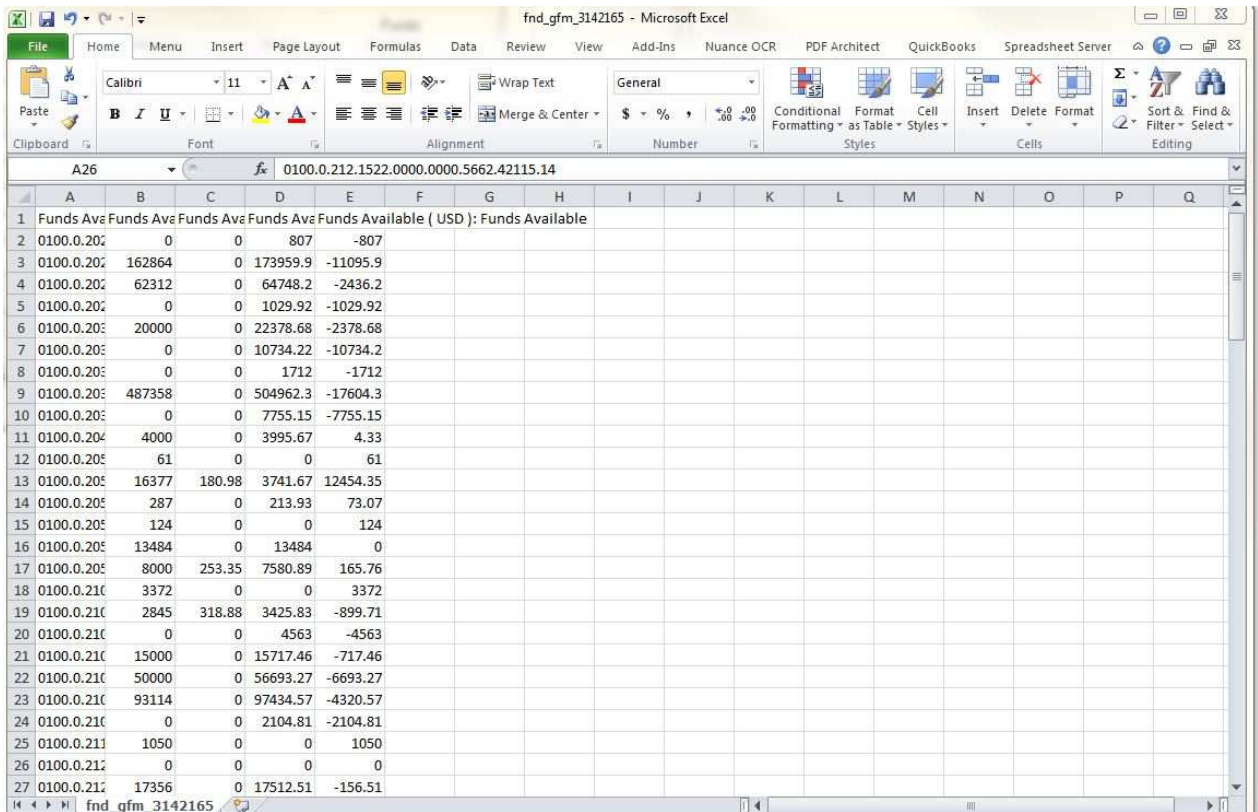 fnd_gfm_3142165 - Microsoft Excel
File Home Menu Insert Page Layout Formulas Data Review View Add-Ins Nuance OCR PDF Architect QuickBooks Spreadsheet Server
Calibri 11 A A Wrap Text General Σ
Paste B I U A Merge & Center $ % , .0 .00 .00 .0 Conditional Formatting Format as Table Cell Styles Insert Delete Format Sort & Filter Find & Select
Clipboard Font Alignment Number Styles Cells Editing
A26 fx 0100.0.212.1522.0000.0000.5662.42115.14
A B C D E F G H I J K L M N O P Q
1 Funds Ava Funds Ava Funds Ava Funds Ava Funds Available ( USD ): Funds Available
2 0100.0.202 0 0 807 -807
3 0100.0.202 162864 0 173959.9 -11095.9
4 0100.0.202 62312 0 64748.2 -2436.2
5 0100.0.202 0 0 1029.92 -1029.92
6 0100.0.203 20000 0 22378.68 -2378.68
7 0100.0.203 0 0 10734.22 -10734.2
8 0100.0.203 0 0 1712 -1712
9 0100.0.203 487358 0 504962.3 -17604.3
10 0100.0.203 0 0 7755.15 -7755.15
11 0100.0.204 4000 0 3995.67 4.33
12 0100.0.205 61 0 0 61
13 0100.0.205 16377 180.98 3741.67 12454.35
14 0100.0.205 287 0 213.93 73.07
15 0100.0.205 124 0 0 124
16 0100.0.205 13484 0 13484 0
17 0100.0.205 8000 253.35 7580.89 165.76
18 0100.0.210 3372 0 0 3372
19 0100.0.210 2845 318.88 3425.83 -899.71
20 0100.0.210 0 0 4563 -4563
21 0100.0.210 15000 0 15717.46 -717.46
22 0100.0.210 50000 0 56693.27 -6693.27
23 0100.0.210 93114 0 97434.57 -4320.57
24 0100.0.210 0 0 2104.81 -2104.81
25 0100.0.211 1050 0 0 1050
26 0100.0.212 0 0 0 0
27 0100.0.212 17356 0 17512.51 -156.51
fnd_gfm_3142165